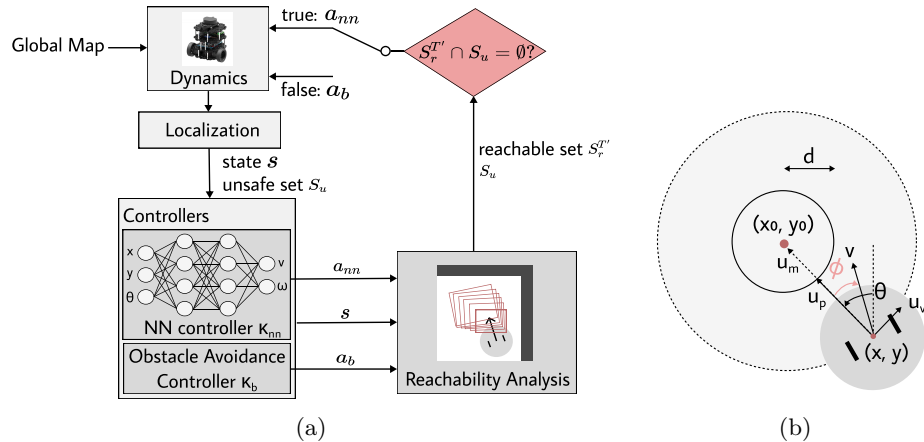 true: a_nn
Global Map
S_r^{T'} ∩ S_u = ∅?
Dynamics
false: a_b
Localization
state s
unsafe set S_u
reachable set S_r^{T'}
S_u
Controllers
x
y
θ
v
ω
NN controller κ_nn
Obstacle Avoidance
Controller κ_b
a_nn
s
a_b
Reachability Analysis
(a)
d
(x₀, y₀)
u_m
ϕ
v
u_p
θ
u_v
(x, y)
(b)